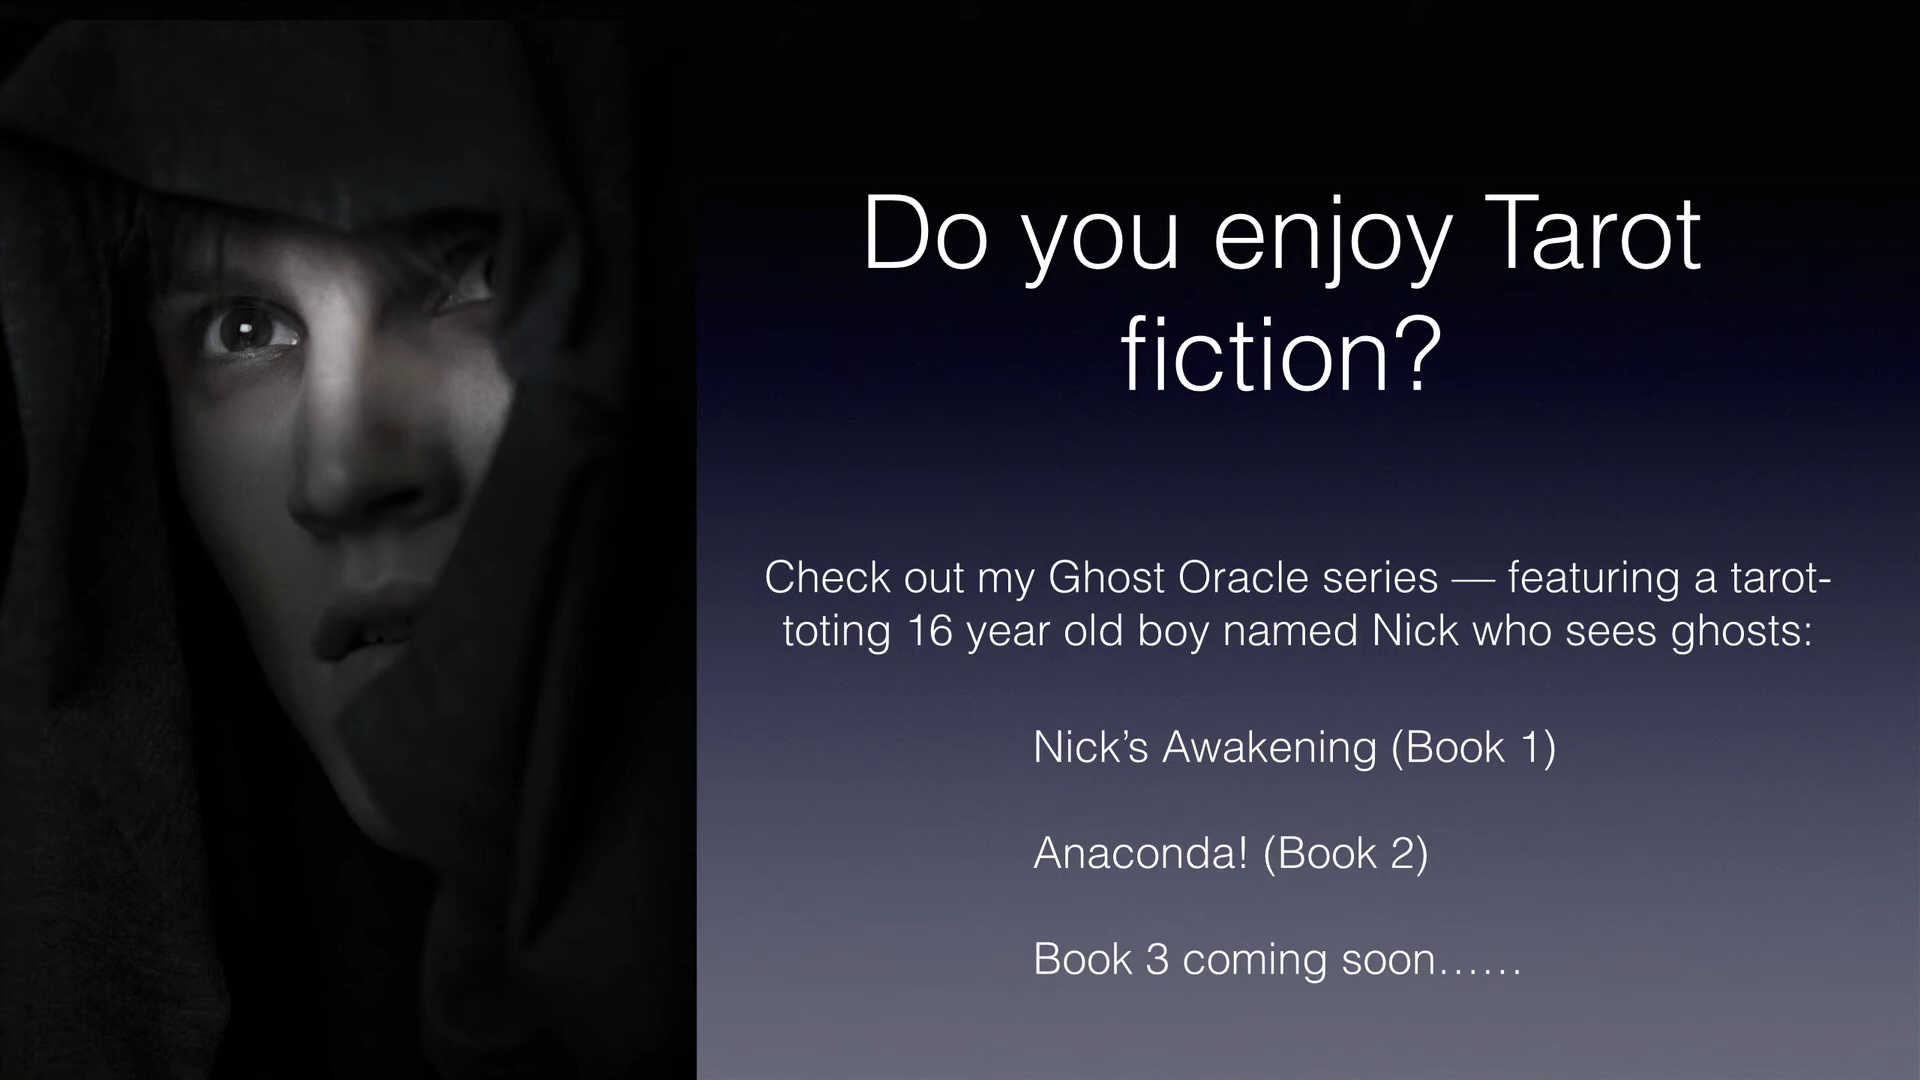 Do you enjoy Tarot
fiction?
Check out my Ghost Oracle series — featuring a tarot-
toting 16 year old boy named Nick who sees ghosts:
Nick’s Awakening (Book 1)
Anaconda! (Book 2)
Book 3 coming soon……